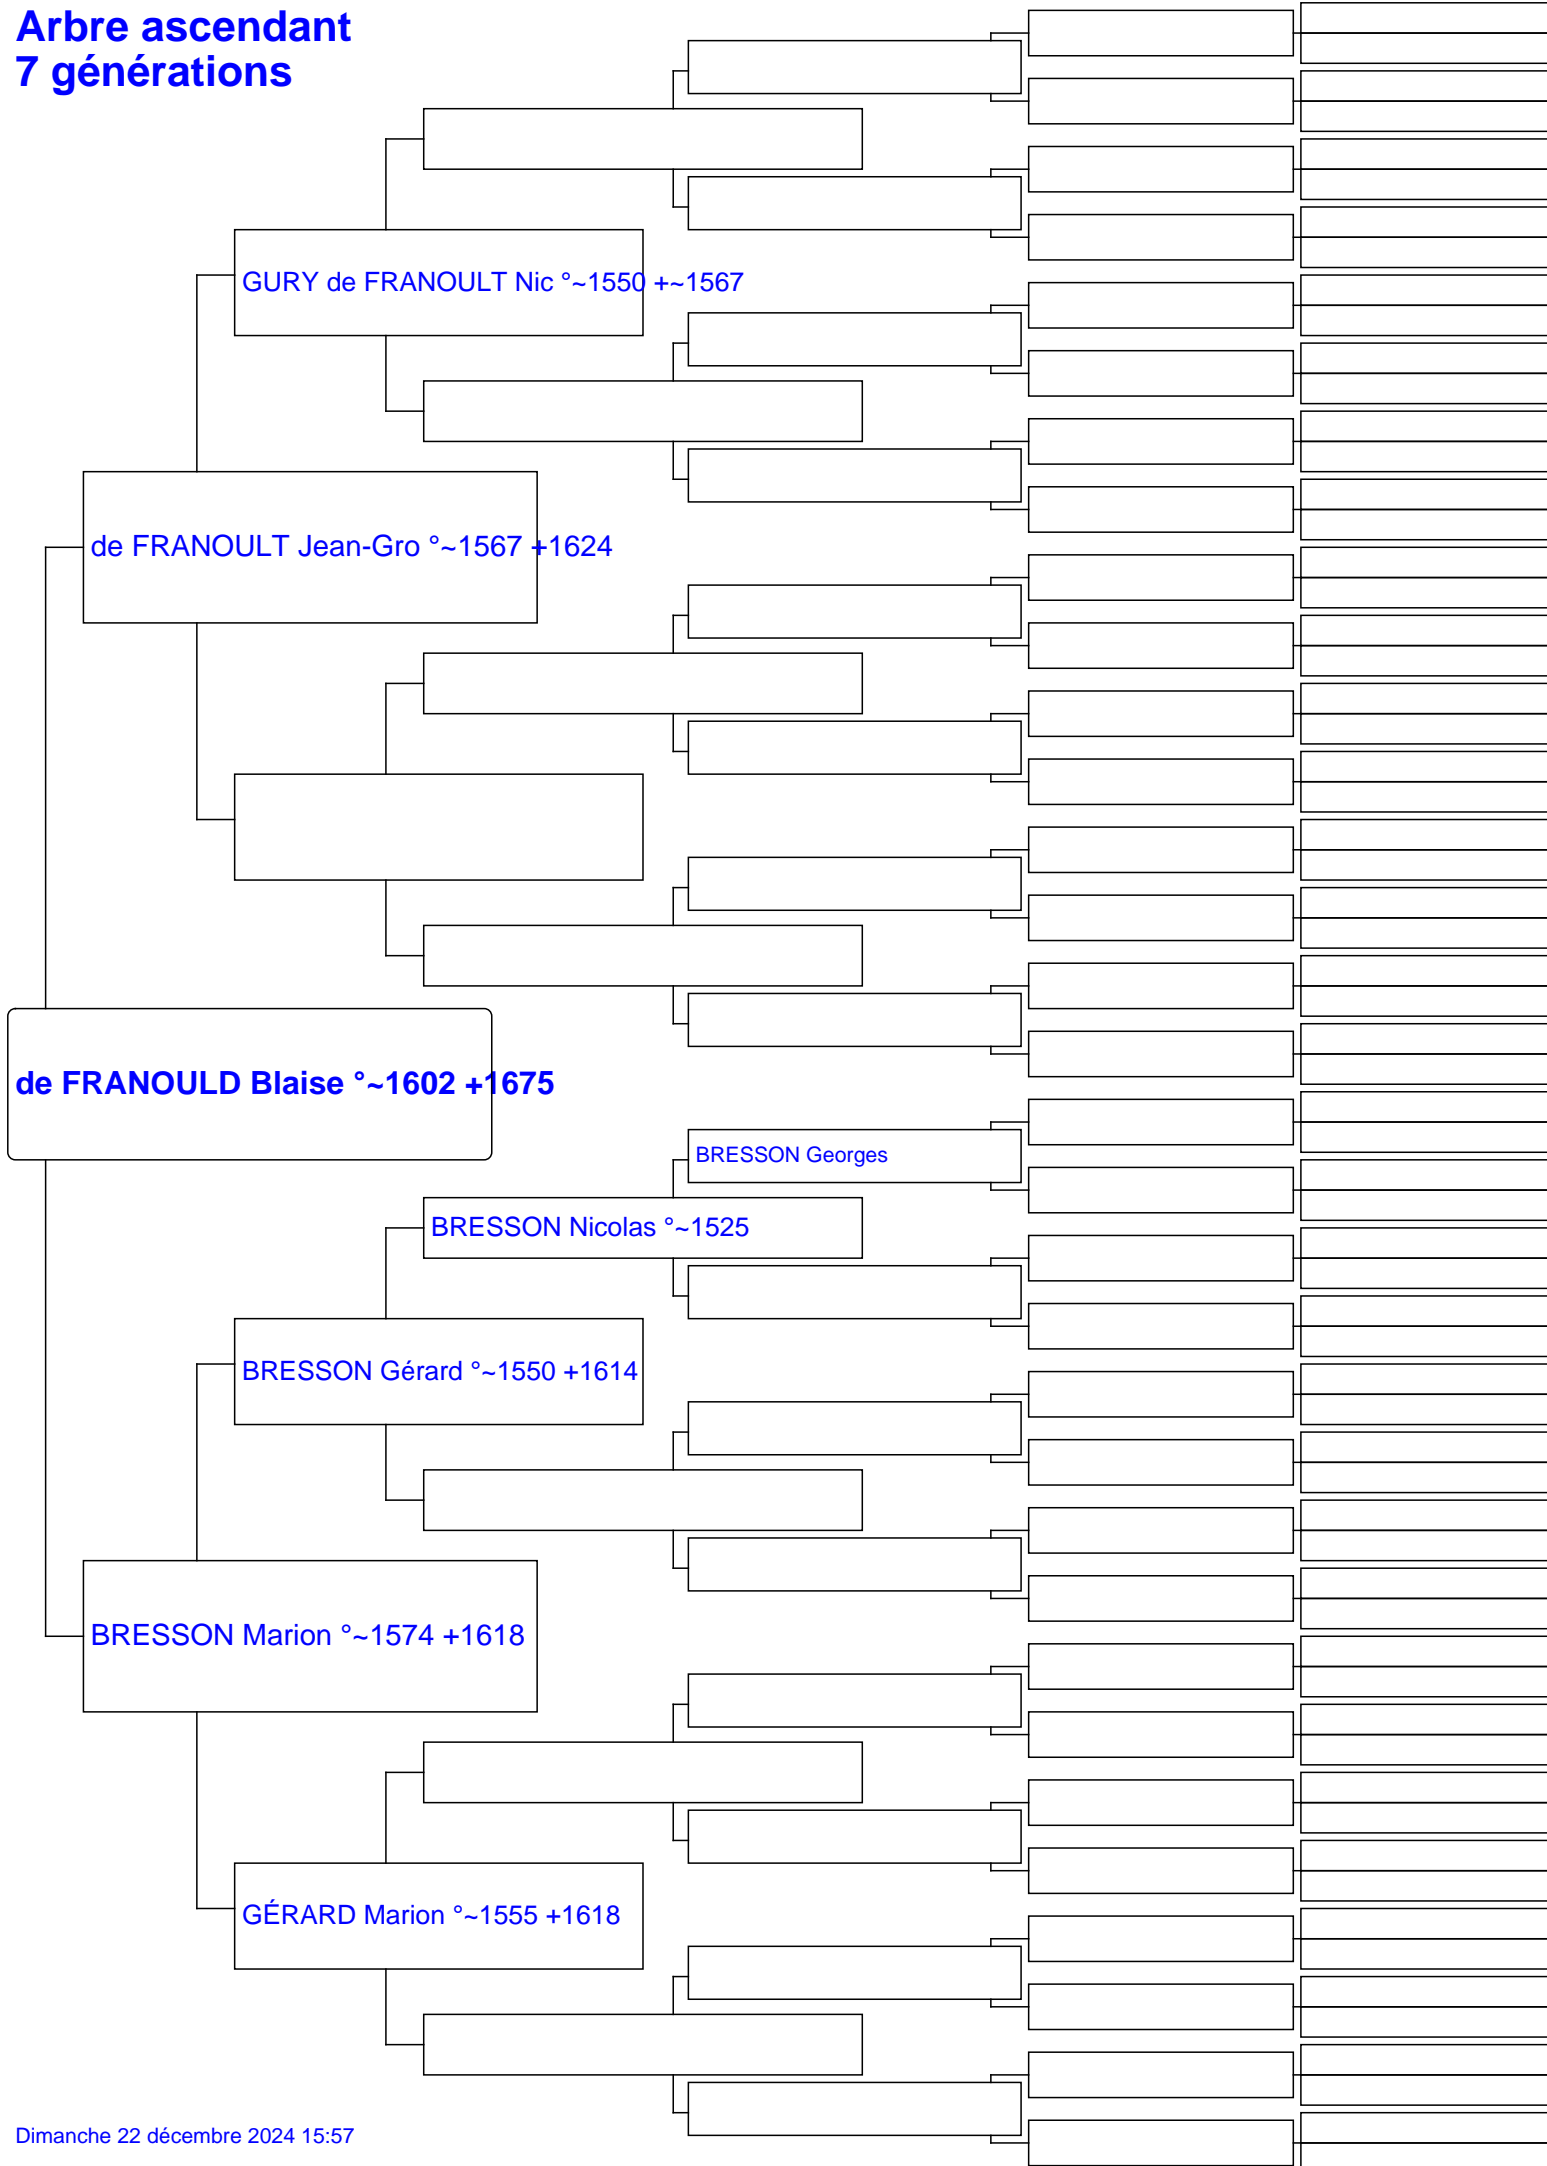 Arbre ascendant
7 générations
GURY de FRANOULT Nic °~1550 +~1567
de FRANOULT Jean-Gro °~1567 +1624
de FRANOULD Blaise °~1602 +1675
BRESSON Georges
BRESSON Nicolas °~1525
BRESSON Gérard °~1550 +1614
BRESSON Marion °~1574 +1618
GÉRARD Marion °~1555 +1618
Dimanche 22 décembre 2024 15:57